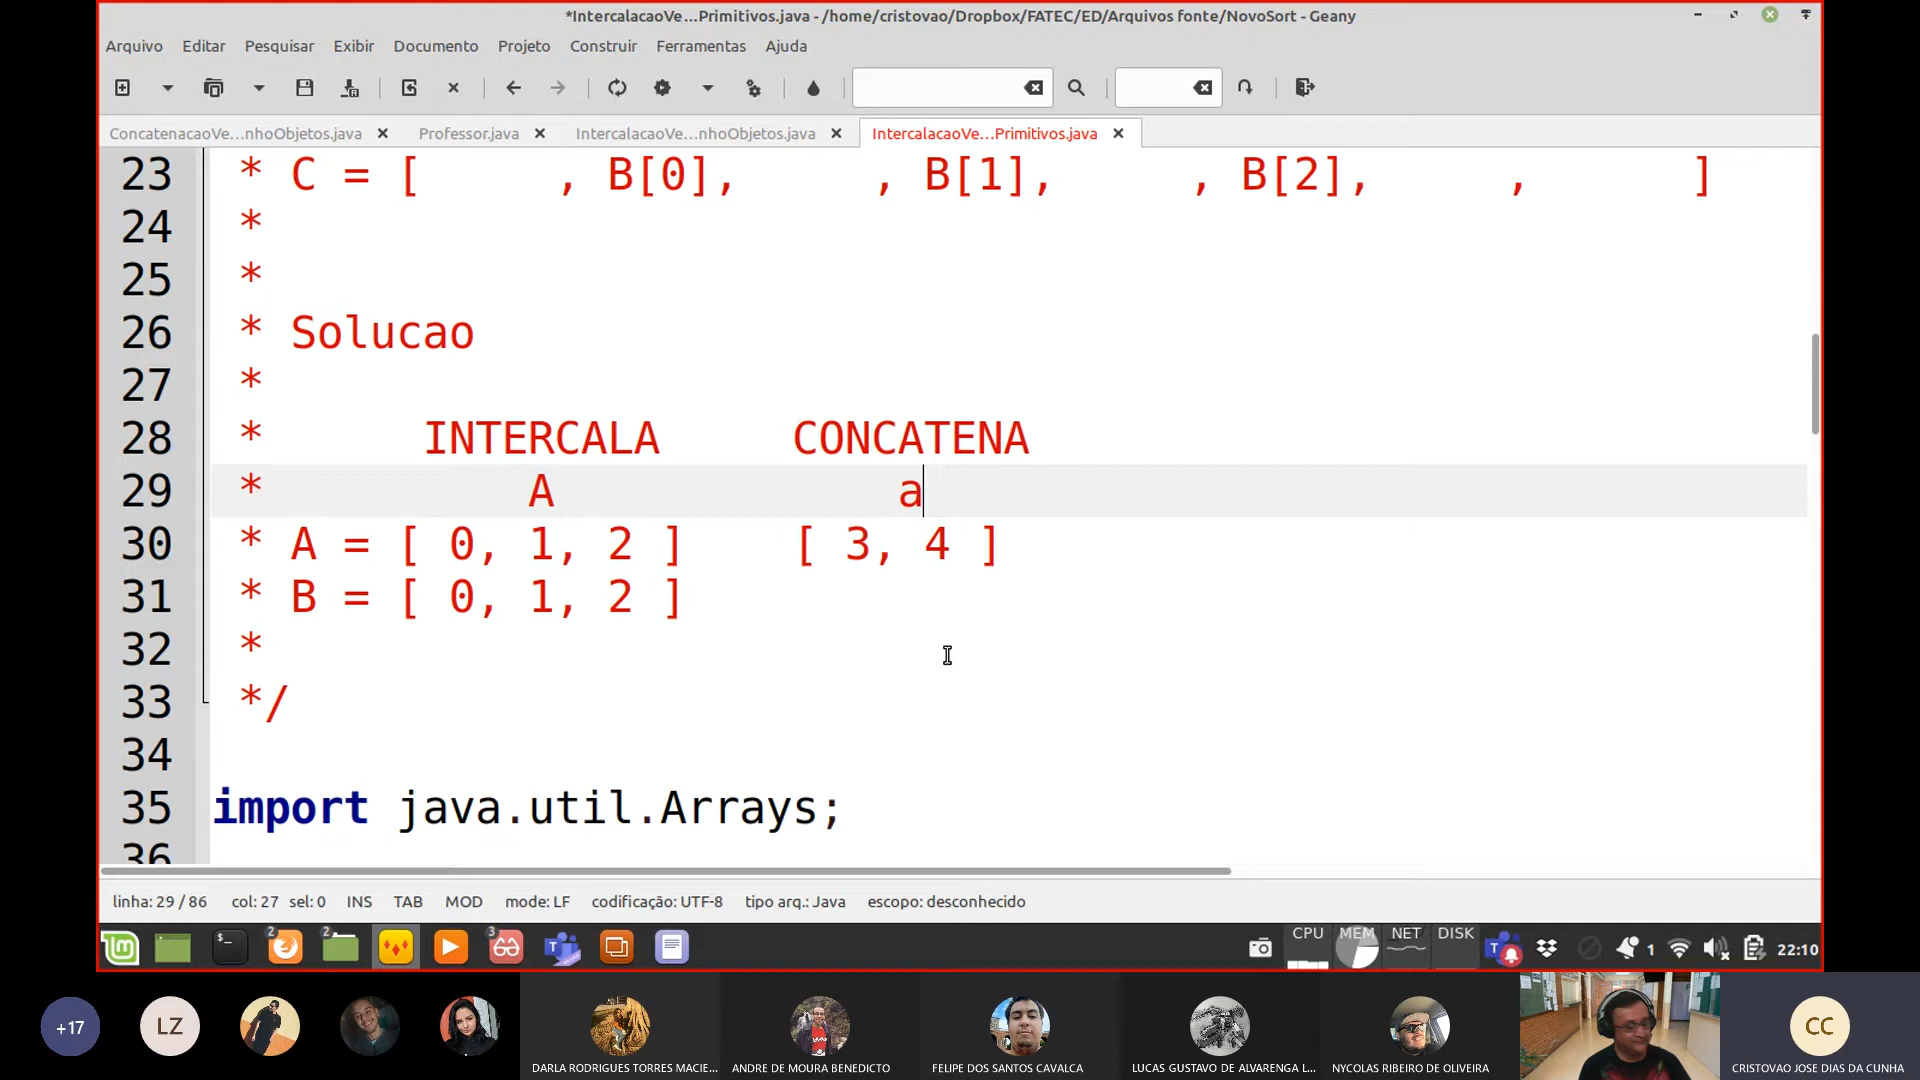 *IntercalacaoVe...Primitivos.java - /home/cristovao/Dropbox/FATEC/ED/Arquivos fonte/NovoSort - Geany
Arquivo Editar Pesquisar Exibir Documento Projeto Construir Ferramentas Ajuda
ConcatenacaoVe...nhoObjetos.java Professor.java IntercalacaoVe...nhoObjetos.java IntercalacaoVe...Primitivos.java
23 * C = [ , B[0], , B[1], , B[2], , ]
24 *
25 *
26 * Solucao
27 *
28 * INTERCALA CONCATENA
29 * A a
30 * A = [ 0, 1, 2 ] [ 3, 4 ]
31 * B = [ 0, 1, 2 ]
32 *
33 */
34
35 import java.util.Arrays;
36
linha: 29 / 86 col: 27 sel: 0 INS TAB MOD mode: LF codificação: UTF-8 tipo arq.: Java escopo: desconhecido
2 2 3 CPU MEM NET DISK 1 22:10
+17 LZ CC
DARLA RODRIGUES TORRES MACIE... ANDRE DE MOURA BENEDICTO FELIPE DOS SANTOS CAVALCA LUCAS GUSTAVO DE ALVARENGA L... NYCOLAS RIBEIRO DE OLIVEIRA CRISTOVAO JOSE DIAS DA CUNHA